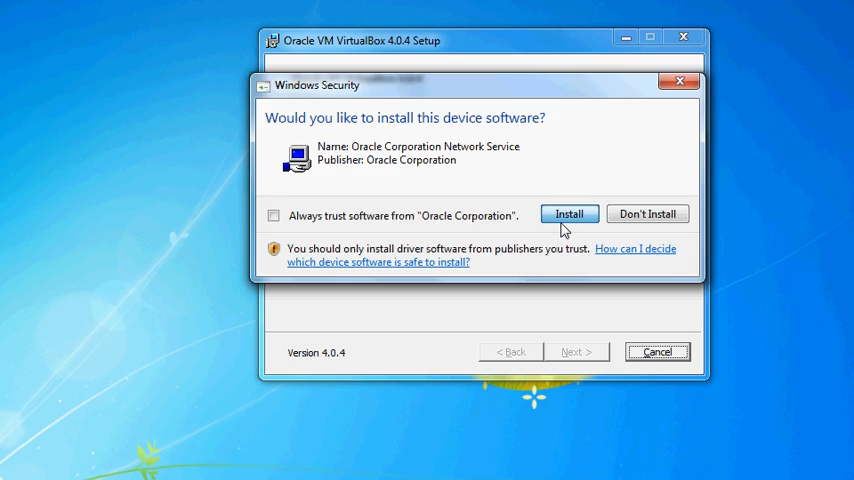 Oracle VM VirtualBox 4.0.4 Setup
Windows Security
Would you like to install this device software?
Name: Oracle Corporation Network Service
Publisher: Oracle Corporation
Always trust software from "Oracle Corporation".
Install
Don't Install
You should only install driver software from publishers you trust. How can I decide
which device software is safe to install?
Version 4.0.4
< Back
Next >
Cancel